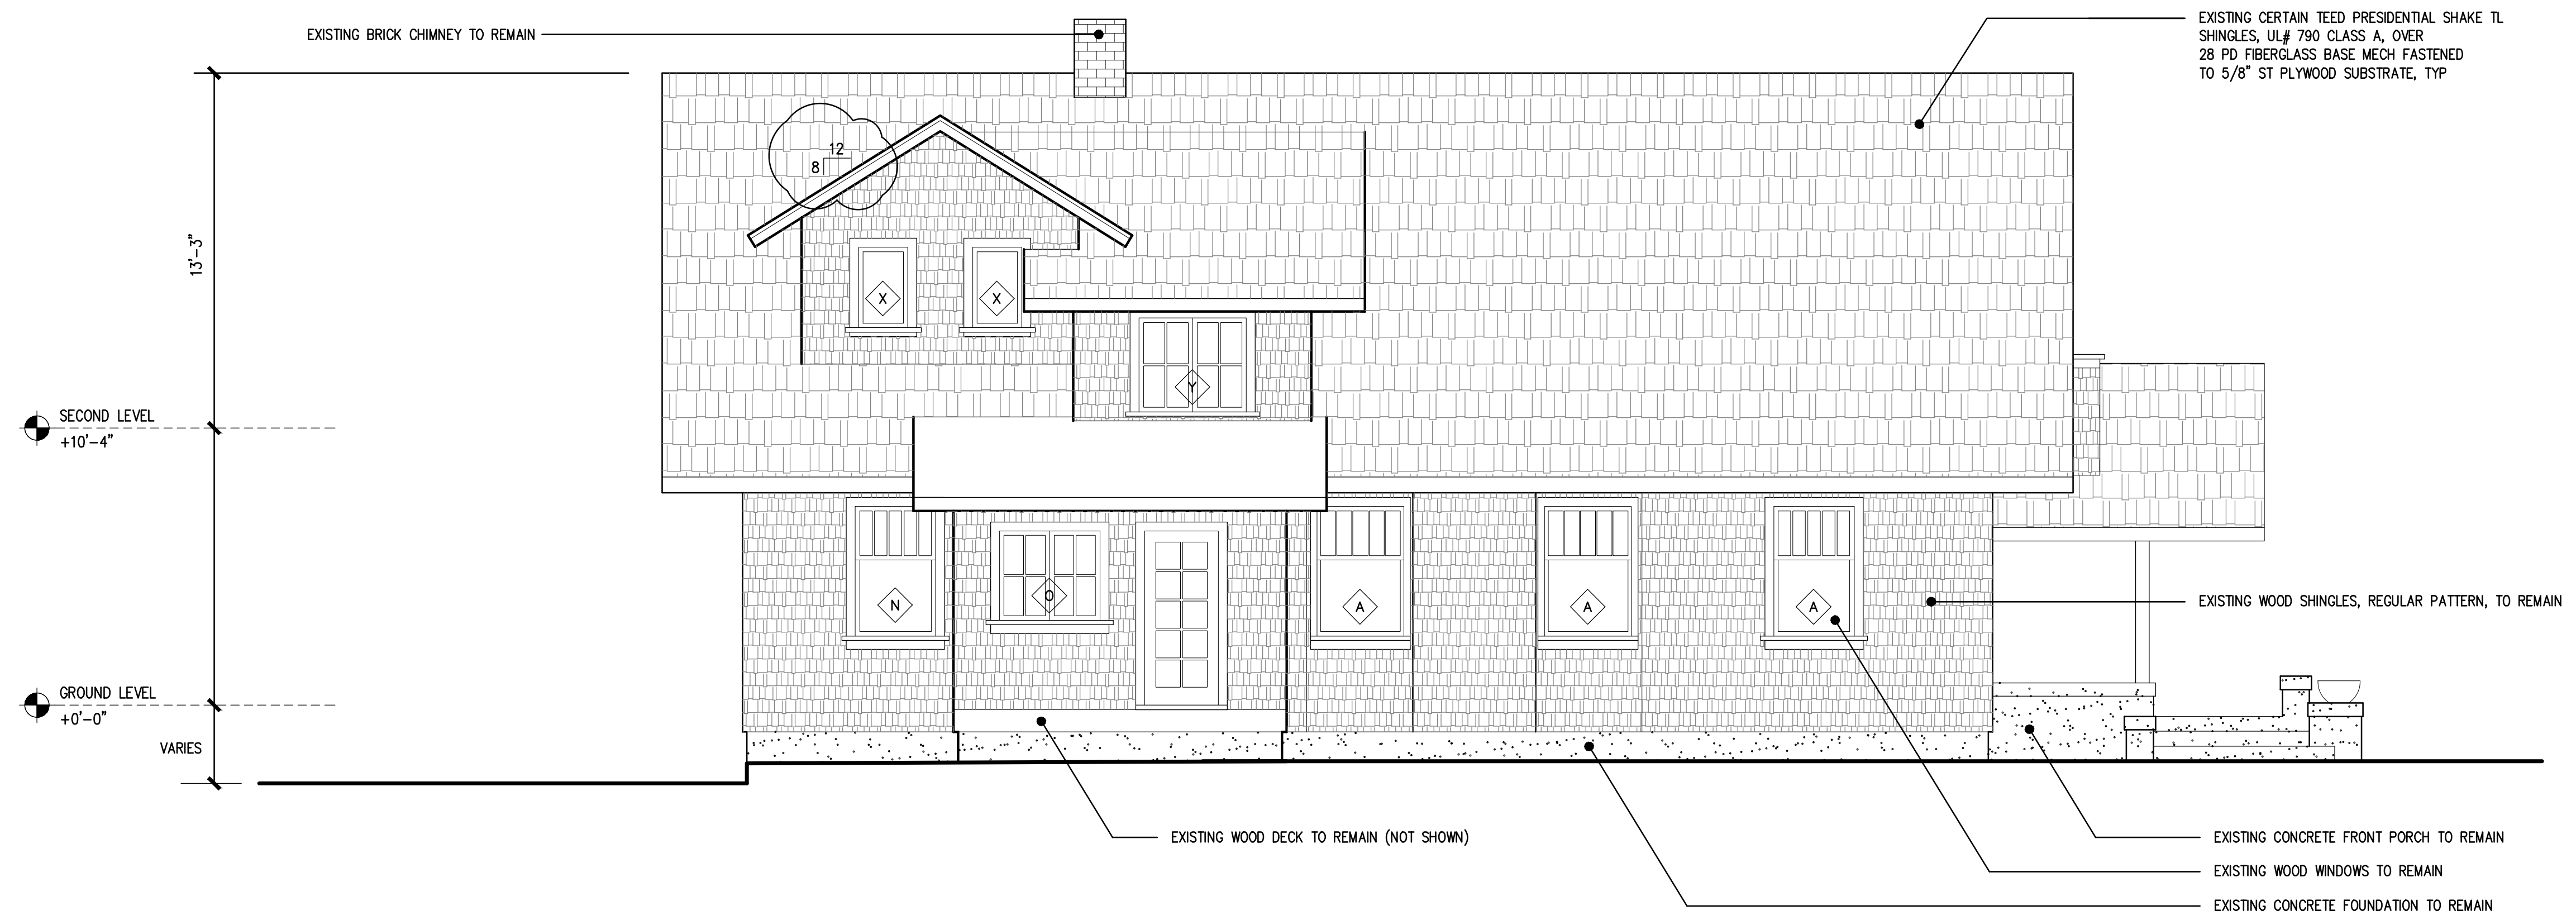 EXISTING BRICK CHIMNEY TO REMAIN
EXISTING CERTAIN TEED PRESIDENTIAL SHAKE TL
SHINGLES, UL# 790 CLASS A, OVER
28 PD FIBERGLASS BASE MECH FASTENED
TO 5/8" ST PLYWOOD SUBSTRATE, TYP
12
8
13'-3"
X
X
Y
SECOND LEVEL
+10'-4"
N
O
A
A
A
EXISTING WOOD SHINGLES, REGULAR PATTERN, TO REMAIN
GROUND LEVEL
+0'-0"
VARIES
EXISTING WOOD DECK TO REMAIN (NOT SHOWN)
EXISTING CONCRETE FRONT PORCH TO REMAIN
EXISTING WOOD WINDOWS TO REMAIN
EXISTING CONCRETE FOUNDATION TO REMAIN